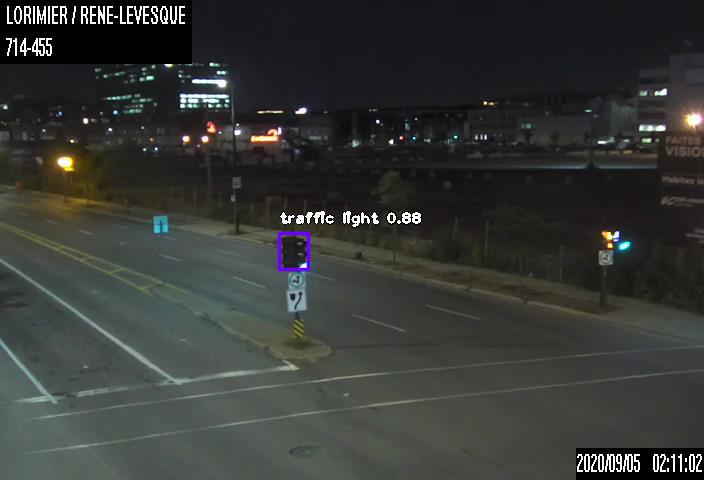 LORIMIER / RENE-LEVESQUE
714-455
traffic light 0.88
FAITES
VISION
2020/09/05 02:11:02